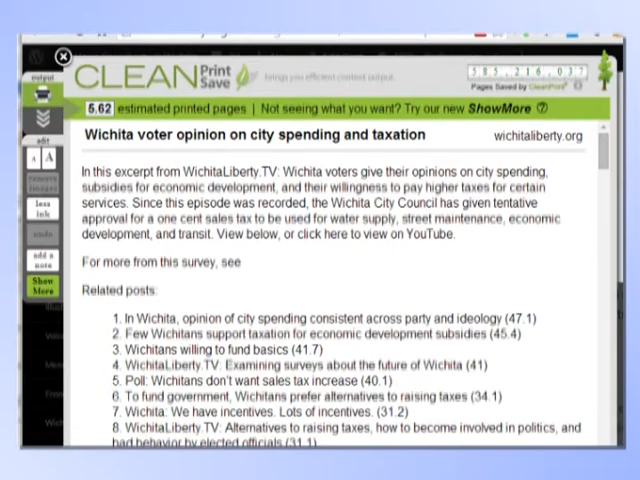 CLEAN Print Save
brings you efficient content output.
585,216,037
Pages Saved by CleanPrint
output
5.62 estimated printed pages | Not seeing what you want? Try our new ShowMore ?
edit
A A
remove images
less ink
undo
add a note
Show More
Wichita voter opinion on city spending and taxation
wichitaliberty.org
In this excerpt from WichitaLiberty.TV: Wichita voters give their opinions on city spending,
subsidies for economic development, and their willingness to pay higher taxes for certain
services. Since this episode was recorded, the Wichita City Council has given tentative
approval for a one cent sales tax to be used for water supply, street maintenance, economic
development, and transit. View below, or click here to view on YouTube.
For more from this survey, see
Related posts:
1. In Wichita, opinion of city spending consistent across party and ideology (47.1)
2. Few Wichitans support taxation for economic development subsidies (45.4)
3. Wichitans willing to fund basics (41.7)
4. WichitaLiberty.TV: Examining surveys about the future of Wichita (41)
5. Poll: Wichitans don't want sales tax increase (40.1)
6. To fund government, Wichitans prefer alternatives to raising taxes (34.1)
7. Wichita: We have incentives. Lots of incentives. (31.2)
8. WichitaLiberty.TV: Alternatives to raising taxes, how to become involved in politics, and
bad behavior by elected officials (31.1)